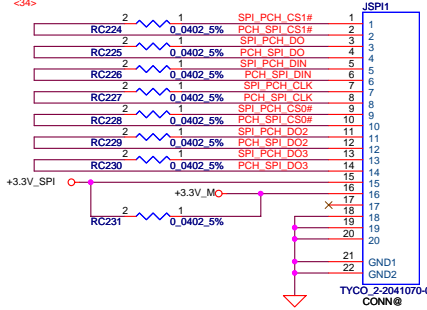 <34>
JSPI1
2 1 SPI_PCH_CS1# 1 1
RC224 0_0402_5% PCH_SPI_CS1# 2 2
2 1 SPI_PCH_DO 3 3
RC225 0_0402_5% PCH_SPI_DO 4 4
2 1 SPI_PCH_DIN 5 5
RC226 0_0402_5% PCH_SPI_DIN 6 6
2 1 SPI_PCH_CLK 7 7
RC227 0_0402_5% PCH_SPI_CLK 8 8
2 1 SPI_PCH_CS0# 9 9
RC228 0_0402_5% PCH_SPI_CS0# 10 10
2 1 SPI_PCH_DO2 11 11
RC229 0_0402_5% PCH_SPI_DO2 12 12
2 1 SPI_PCH_DO3 13 13
RC230 0_0402_5% PCH_SPI_DO3 14 14
+3.3V_SPI 15 15
+3.3V_M 16 16
17 17
2 1 18 18
RC231 0_0402_5% 19 19
20 20
21 GND1
22 GND2
TYCO_2-2041070-0
CONN@